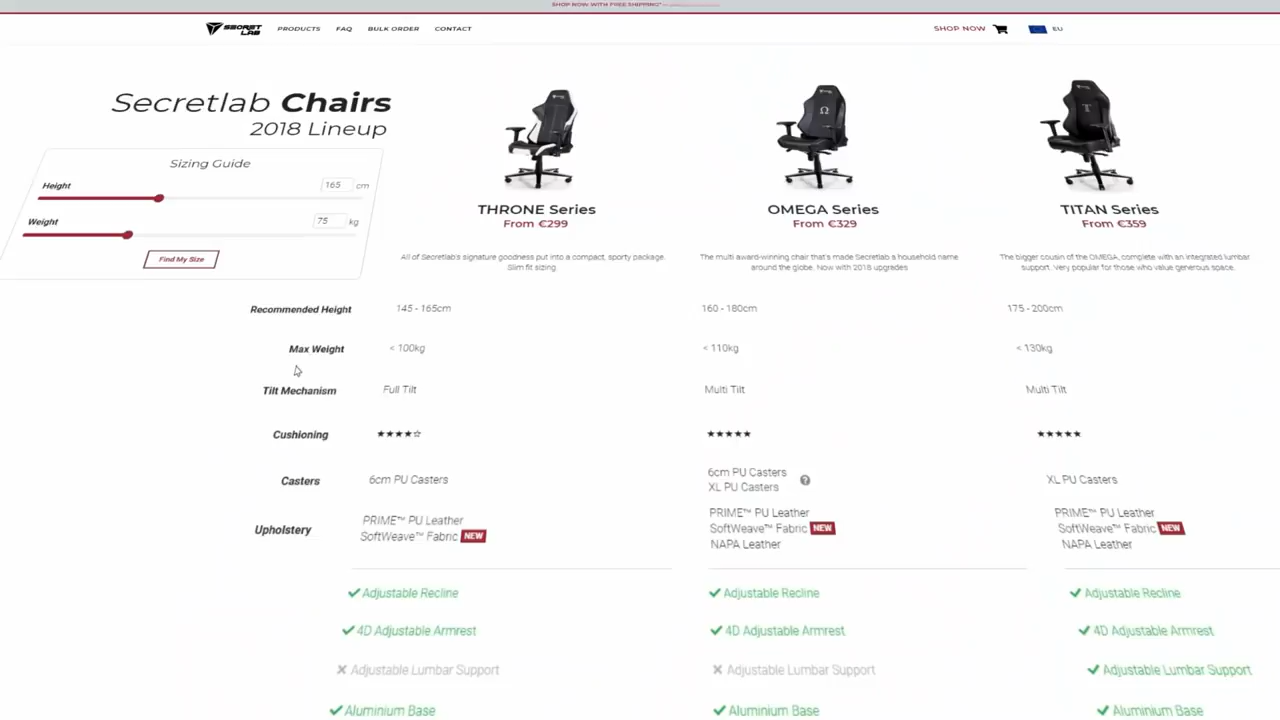 SHOP NOW WITH FREE SHIPPING*
SECRET LAB
PRODUCTS
FAQ
BULK ORDER
CONTACT
SHOP NOW
EU
Secretlab Chairs
2018 Lineup
Sizing Guide
Height
165 cm
Weight
75 kg
Find My Size
THRONE Series
From €299
All of Secretlab's signature goodness put into a compact, sporty package.
Slim fit sizing
OMEGA Series
From €329
The multi award-winning chair that's made Secretlab a household name
around the globe. Now with 2018 upgrades
TITAN Series
From €359
The bigger cousin of the OMEGA, complete with an integrated lumbar
support. Very popular for those who value generous space.
Recommended Height
145 - 165cm
160 - 180cm
175 - 200cm
Max Weight
< 100kg
< 110kg
< 130kg
Tilt Mechanism
Full Tilt
Multi Tilt
Multi Tilt
Cushioning
★★★★☆
★★★★★
★★★★★
Casters
6cm PU Casters
6cm PU Casters
XL PU Casters
XL PU Casters
Upholstery
PRIME™ PU Leather
SoftWeave™ Fabric NEW
PRIME™ PU Leather
SoftWeave™ Fabric NEW
NAPA Leather
PRIME™ PU Leather
SoftWeave™ Fabric NEW
NAPA Leather
Adjustable Recline
Adjustable Recline
Adjustable Recline
4D Adjustable Armrest
4D Adjustable Armrest
4D Adjustable Armrest
Adjustable Lumbar Support
Adjustable Lumbar Support
Adjustable Lumbar Support
Aluminium Base
Aluminium Base
Aluminium Base